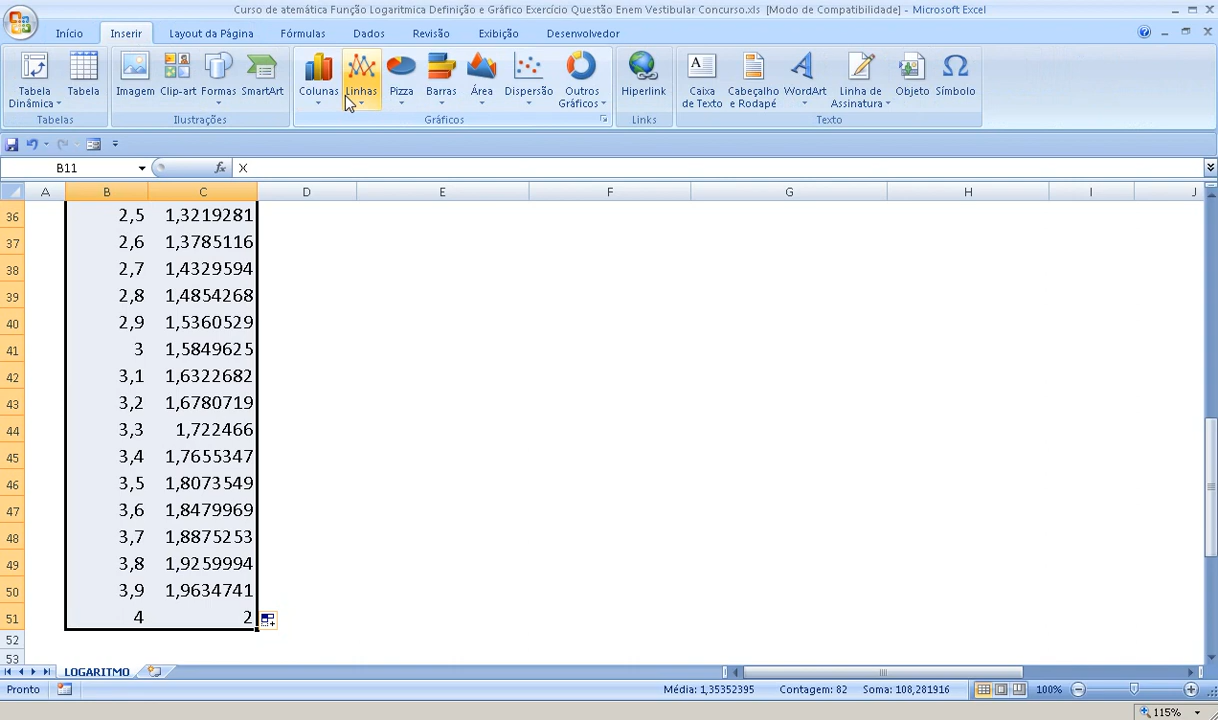 Curso de atemática Função Logaritmica Definição e Gráfico Exercício Questão Enem Vestibular Concurso.xls [Modo de Compatibilidade] - Microsoft Excel
Início Inserir Layout da Página Fórmulas Dados Revisão Exibição Desenvolvedor
Tabela Dinâmica Tabela Imagem Clip-art Formas SmartArt Colunas Linhas Pizza Barras Área Dispersão Outros Gráficos Hiperlink Caixa de Texto Cabeçalho e Rodapé WordArt Linha de Assinatura Objeto Símbolo
Tabelas Ilustrações Gráficos Links Texto
B11 fx X
A B C D E F G H I J
36 2,5 1,3219281
37 2,6 1,3785116
38 2,7 1,4329594
39 2,8 1,4854268
40 2,9 1,5360529
41 3 1,5849625
42 3,1 1,6322682
43 3,2 1,6780719
44 3,3 1,722466
45 3,4 1,7655347
46 3,5 1,8073549
47 3,6 1,8479969
48 3,7 1,8875253
49 3,8 1,9259994
50 3,9 1,9634741
51 4 2
52
53
LOGARITMO
Pronto Média: 1,35352395 Contagem: 82 Soma: 108,281916 100%
115%